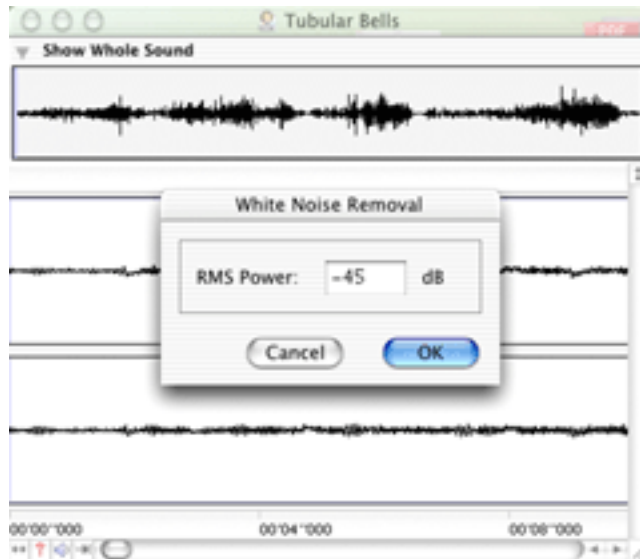 Tubular Bells
Show Whole Sound
White Noise Removal
RMS Power: -45 dB
Cancel OK
00'00"000 00'04"000 00'08"000